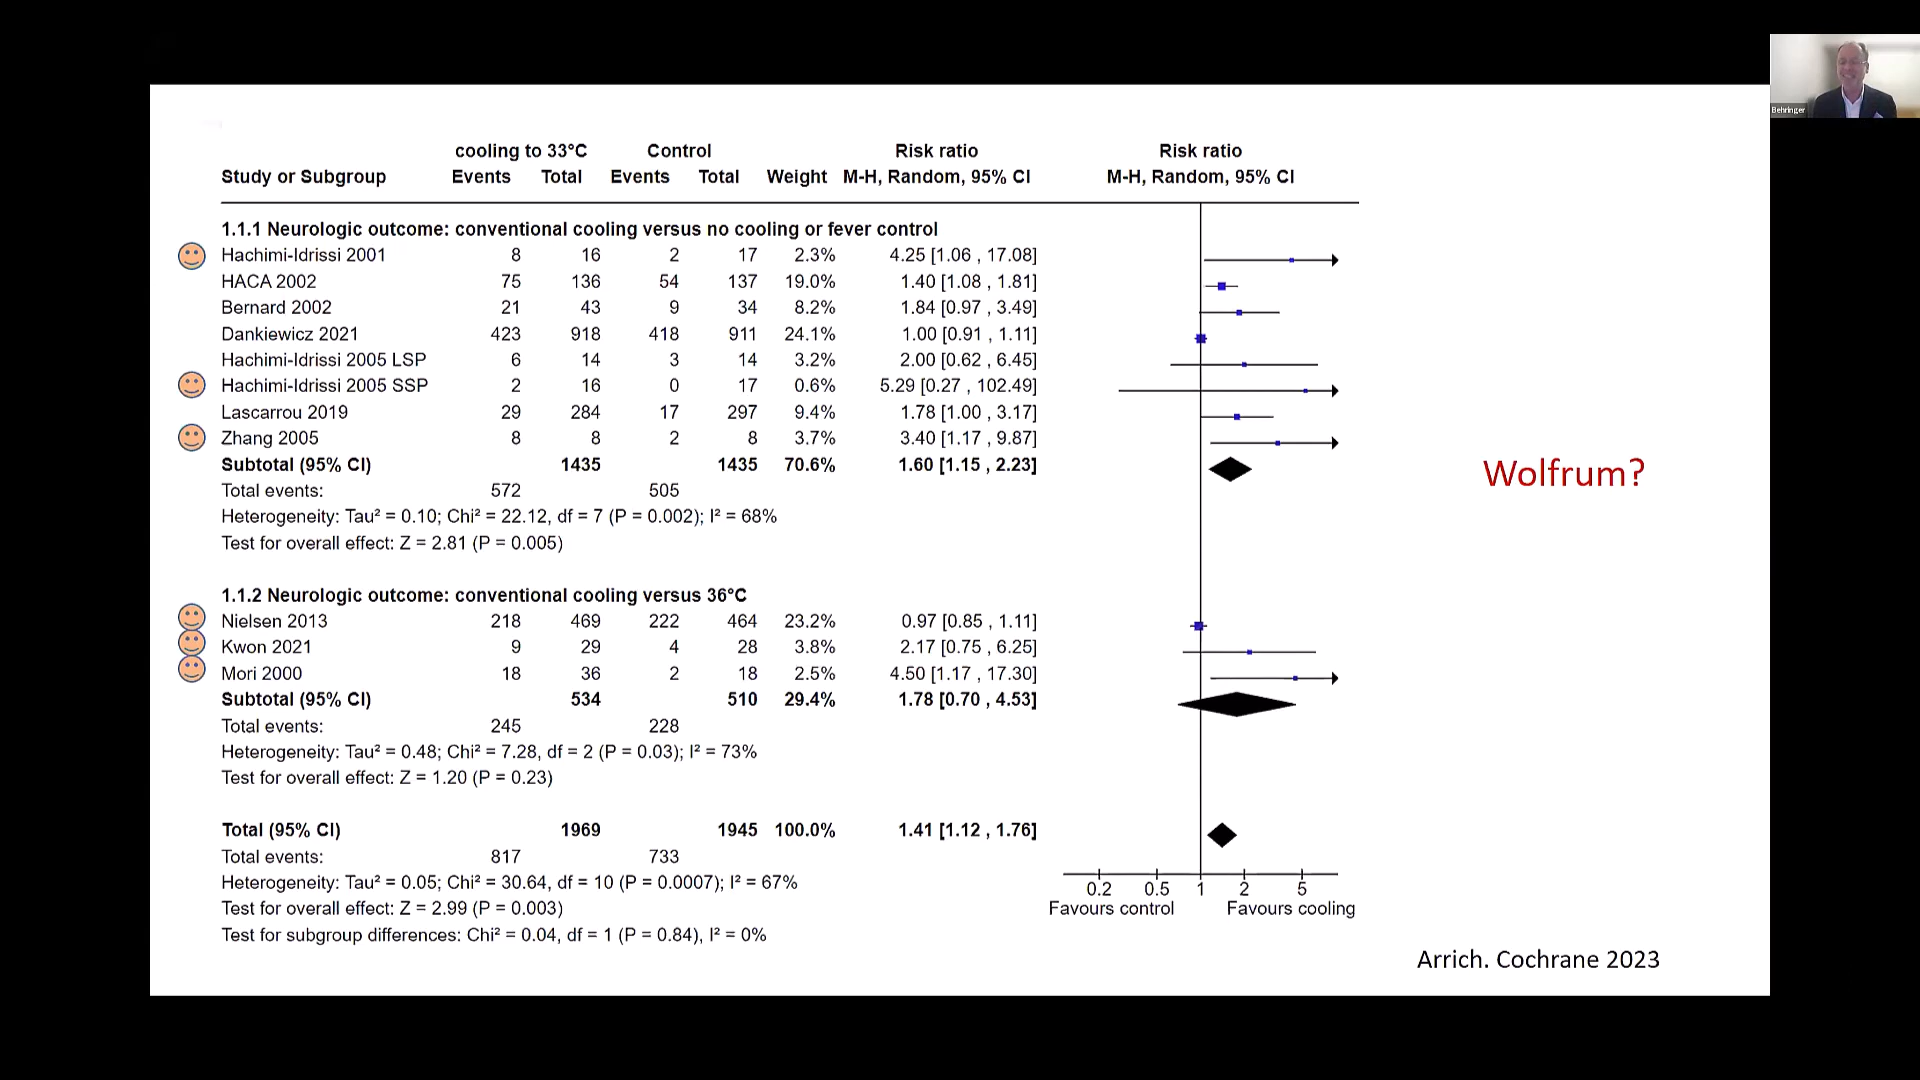 Behringer
cooling to 33°C Control Risk ratio Risk ratio
Study or Subgroup Events Total Events Total Weight M-H, Random, 95% CI M-H, Random, 95% CI
1.1.1 Neurologic outcome: conventional cooling versus no cooling or fever control
Hachimi-Idrissi 2001 8 16 2 17 2.3% 4.25 [1.06 , 17.08]
HACA 2002 75 136 54 137 19.0% 1.40 [1.08 , 1.81]
Bernard 2002 21 43 9 34 8.2% 1.84 [0.97 , 3.49]
Dankiewicz 2021 423 918 418 911 24.1% 1.00 [0.91 , 1.11]
Hachimi-Idrissi 2005 LSP 6 14 3 14 3.2% 2.00 [0.62 , 6.45]
Hachimi-Idrissi 2005 SSP 2 16 0 17 0.6% 5.29 [0.27 , 102.49]
Lascarrou 2019 29 284 17 297 9.4% 1.78 [1.00 , 3.17]
Zhang 2005 8 8 2 8 3.7% 3.40 [1.17 , 9.87]
Subtotal (95% CI) 1435 1435 70.6% 1.60 [1.15 , 2.23]
Wolfrum?
Total events: 572 505
Heterogeneity: Tau² = 0.10; Chi² = 22.12, df = 7 (P = 0.002); I² = 68%
Test for overall effect: Z = 2.81 (P = 0.005)
1.1.2 Neurologic outcome: conventional cooling versus 36°C
Nielsen 2013 218 469 222 464 23.2% 0.97 [0.85 , 1.11]
Kwon 2021 9 29 4 28 3.8% 2.17 [0.75 , 6.25]
Mori 2000 18 36 2 18 2.5% 4.50 [1.17 , 17.30]
Subtotal (95% CI) 534 510 29.4% 1.78 [0.70 , 4.53]
Total events: 245 228
Heterogeneity: Tau² = 0.48; Chi² = 7.28, df = 2 (P = 0.03); I² = 73%
Test for overall effect: Z = 1.20 (P = 0.23)
Total (95% CI) 1969 1945 100.0% 1.41 [1.12 , 1.76]
Total events: 817 733
Heterogeneity: Tau² = 0.05; Chi² = 30.64, df = 10 (P = 0.0007); I² = 67%
0.2 0.5 1 2 5
Test for overall effect: Z = 2.99 (P = 0.003)
Favours control Favours cooling
Test for subgroup differences: Chi² = 0.04, df = 1 (P = 0.84), I² = 0%
Arrich. Cochrane 2023